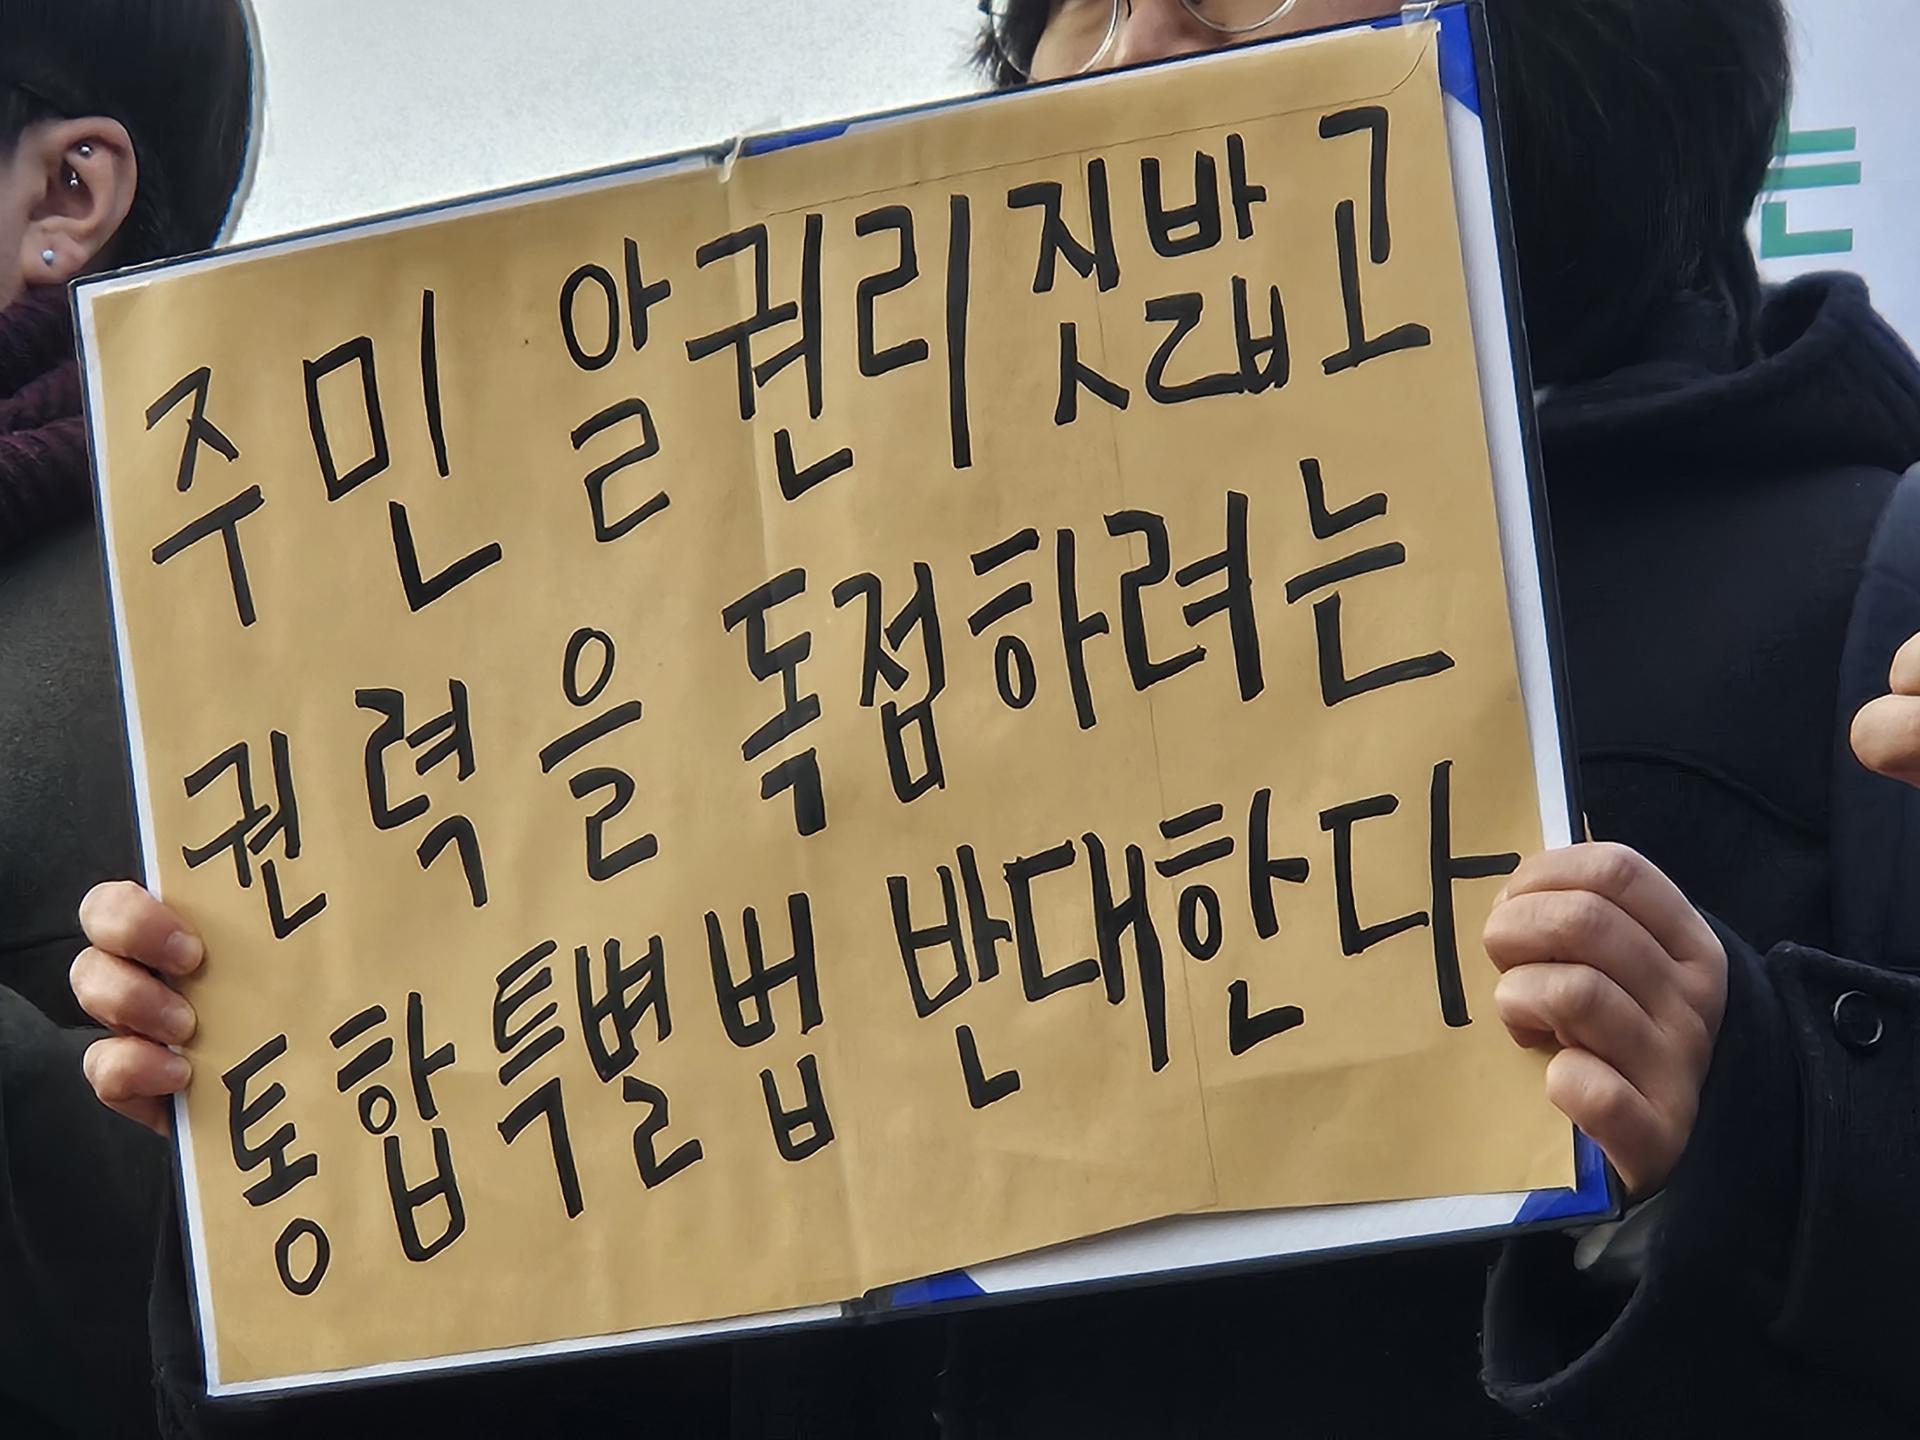 주민 알권리 짓밟고
권력을 독점하려는
통합특별법 반대한다
는